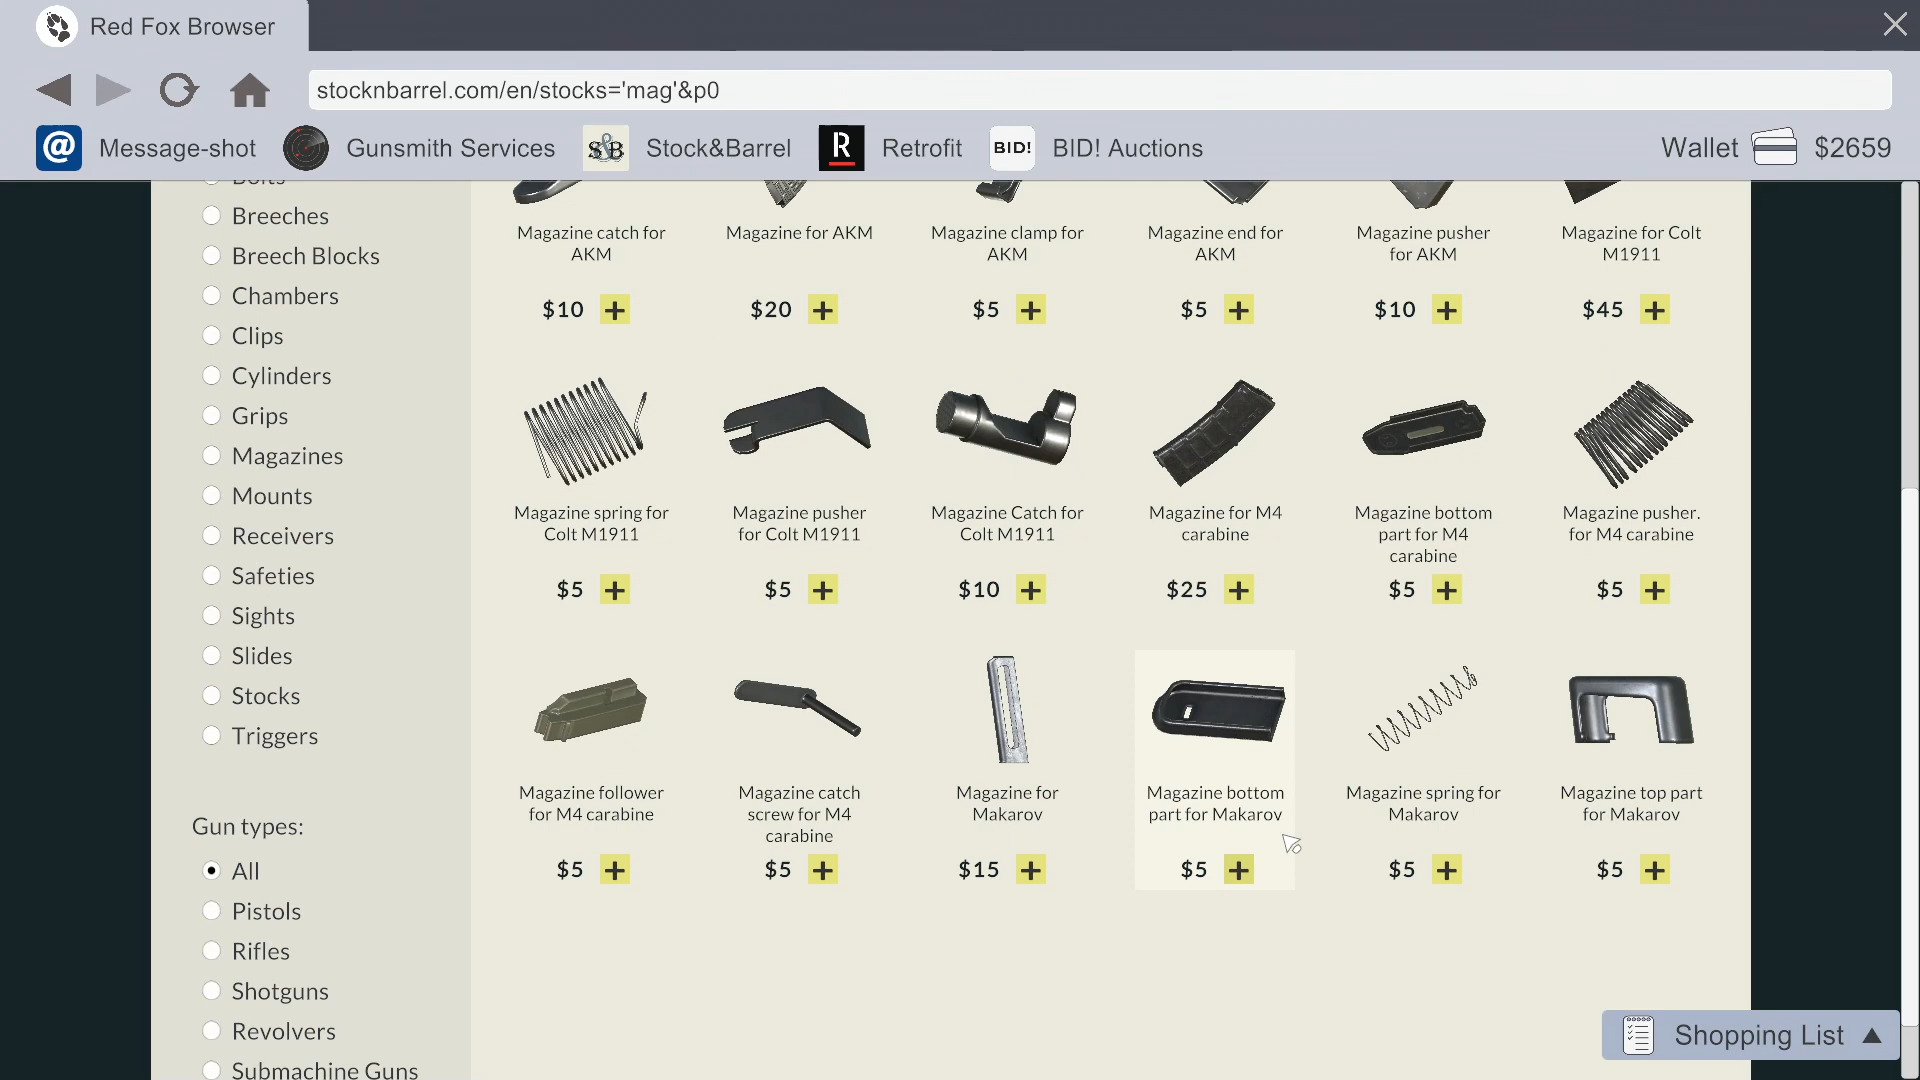 Red Fox Browser
stocknbarrel.com/en/stocks='mag'&p0
@ Message-shot
Gunsmith Services
S&B Stock&Barrel
R Retrofit
BID! BID! Auctions
Wallet $2659
Bolts
Breeches
Breech Blocks
Chambers
Clips
Cylinders
Grips
Magazines
Mounts
Receivers
Safeties
Sights
Slides
Stocks
Triggers
Gun types:
All
Pistols
Rifles
Shotguns
Revolvers
Submachine Guns
Magazine catch for
AKM
$10 +
Magazine for AKM
$20 +
Magazine clamp for
AKM
$5 +
Magazine end for
AKM
$5 +
Magazine pusher
for AKM
$10 +
Magazine for Colt
M1911
$45 +
Magazine spring for
Colt M1911
$5 +
Magazine pusher
for Colt M1911
$5 +
Magazine Catch for
Colt M1911
$10 +
Magazine for M4
carabine
$25 +
Magazine bottom
part for M4
carabine
$5 +
Magazine pusher.
for M4 carabine
$5 +
Magazine follower
for M4 carabine
$5 +
Magazine catch
screw for M4
carabine
$5 +
Magazine for
Makarov
$15 +
Magazine bottom
part for Makarov
$5 +
Magazine spring for
Makarov
$5 +
Magazine top part
for Makarov
$5 +
Shopping List